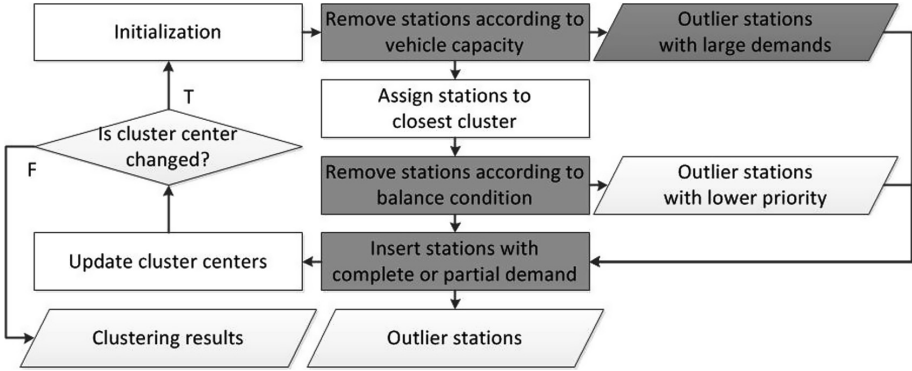 Initialization
Remove stations according to
vehicle capacity
Outlier stations
with large demands
T
Assign stations to
closest cluster
Is cluster center
changed?
F
Remove stations according to
balance condition
Outlier stations
with lower priority
Update cluster centers
Insert stations with
complete or partial demand
Clustering results
Outlier stations